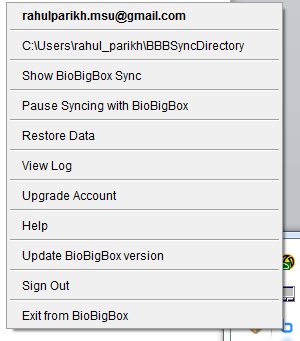 rahulparikh.msu@gmail.com
C:\Users\rahul_parikh\BBBSyncDirectory
Show BioBigBox Sync
Pause Syncing with BioBigBox
Restore Data
View Log
Upgrade Account
Help
Update BioBigBox version
Sign Out
Exit from BioBigBox